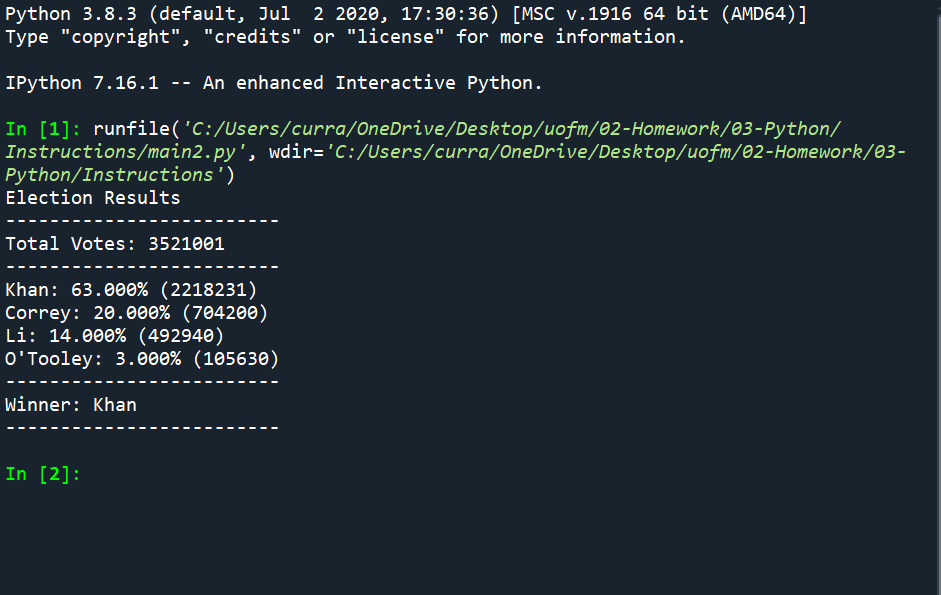 Python 3.8.3 (default, Jul  2 2020, 17:30:36) [MSC v.1916 64 bit (AMD64)]
Type "copyright", "credits" or "license" for more information.

IPython 7.16.1 -- An enhanced Interactive Python.

In [1]: runfile('C:/Users/curra/OneDrive/Desktop/uofm/02-Homework/03-Python/
Instructions/main2.py', wdir='C:/Users/curra/OneDrive/Desktop/uofm/02-Homework/03-
Python/Instructions')
Election Results
-------------------------
Total Votes: 3521001
-------------------------
Khan: 63.000% (2218231)
Correy: 20.000% (704200)
Li: 14.000% (492940)
O'Tooley: 3.000% (105630)
-------------------------
Winner: Khan
-------------------------

In [2]: